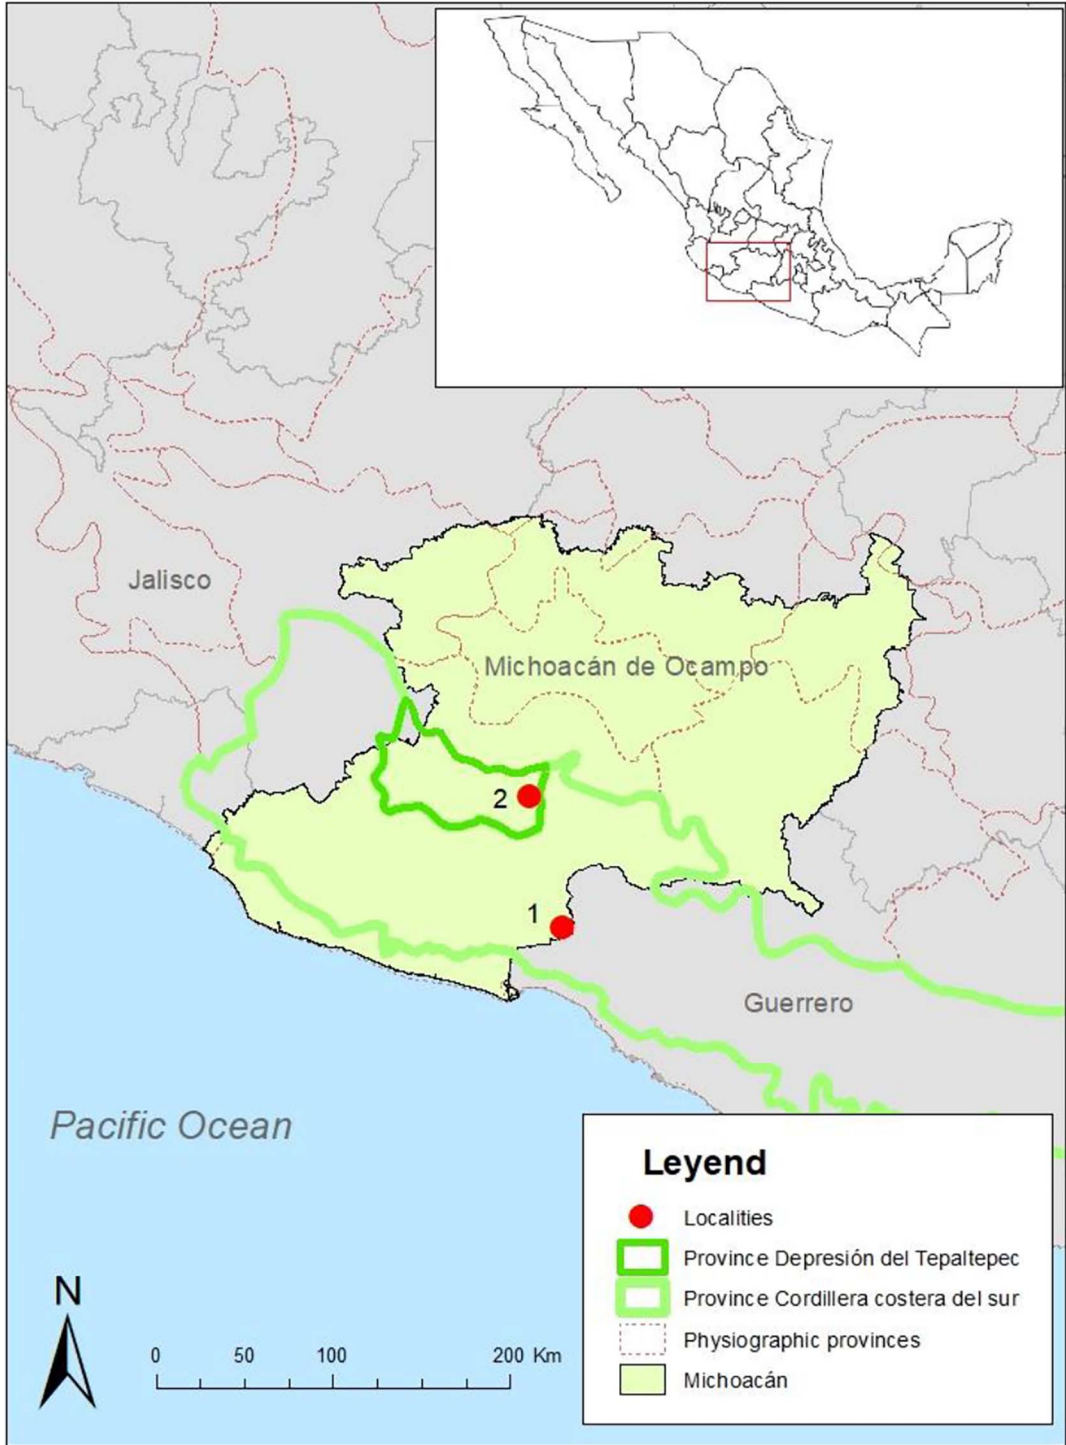 Jalisco
Michoacán de Ocampo
2
1
Guerrero
Pacific Ocean
N
0 50 100 200 Km
Leyend
Localities
Province Depresión del Tepaltepec
Province Cordillera costera del sur
Physiographic provinces
Michoacán